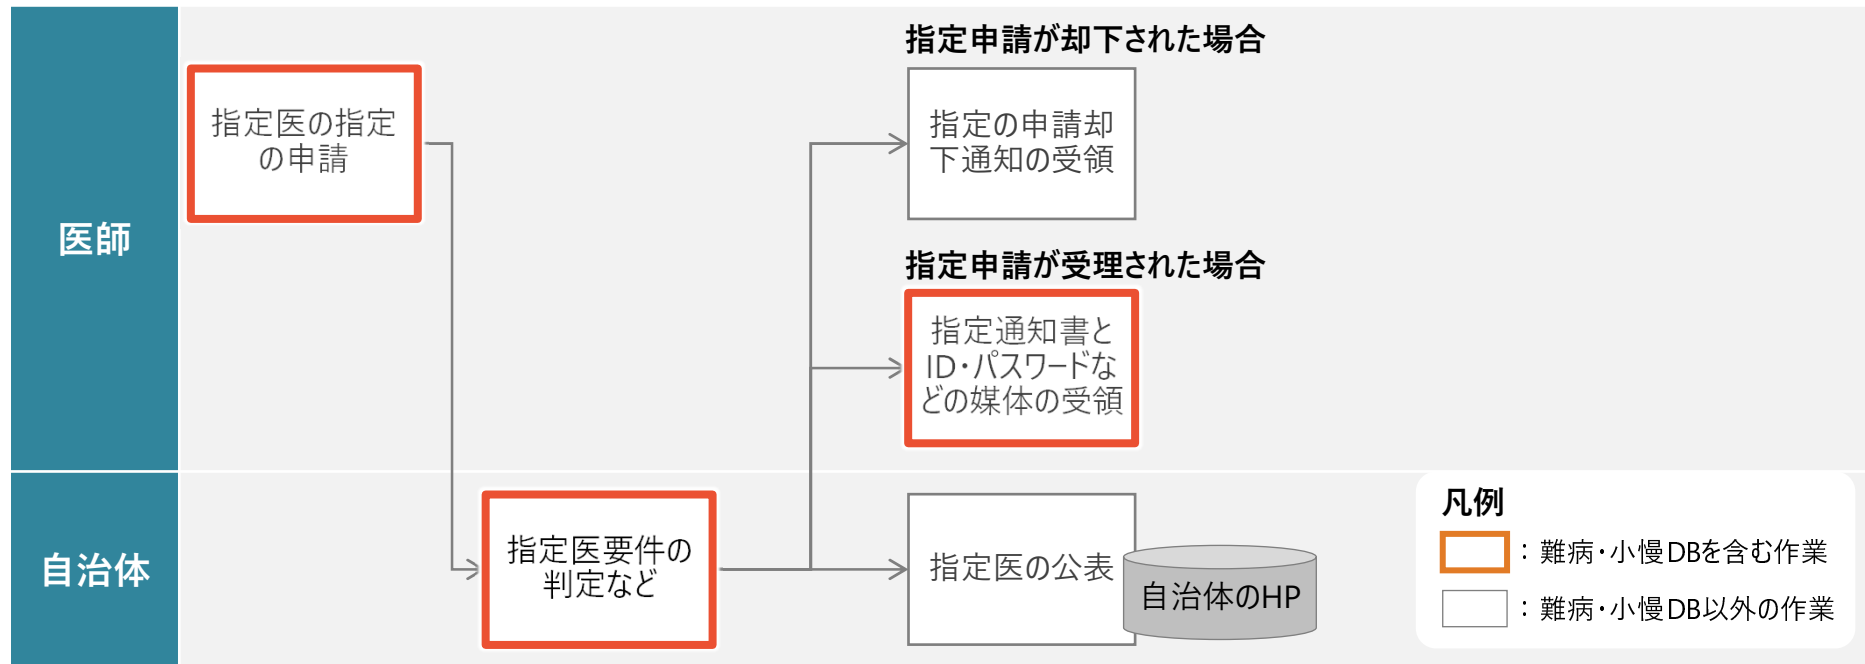 医師
指定医の指定
の申請
指定申請が却下された場合
指定の申請却
下通知の受領
指定申請が受理された場合
指定通知書と
ID・パスワードな
どの媒体の受領
自治体
指定医要件の
判定など
指定医の公表
自治体のHP
凡例
：難病・小慢DBを含む作業
：難病・小慢DB以外の作業